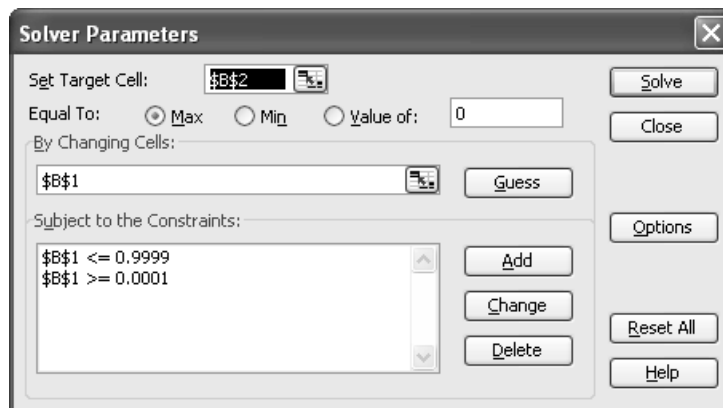 Solver Parameters
Set Target Cell: $B$2
Solve
Equal To: Max Min Value of: 0
Close
By Changing Cells:
$B$1
Guess
Subject to the Constraints:
Options
$B$1 <= 0.9999
$B$1 >= 0.0001
Add
Change
Reset All
Delete
Help